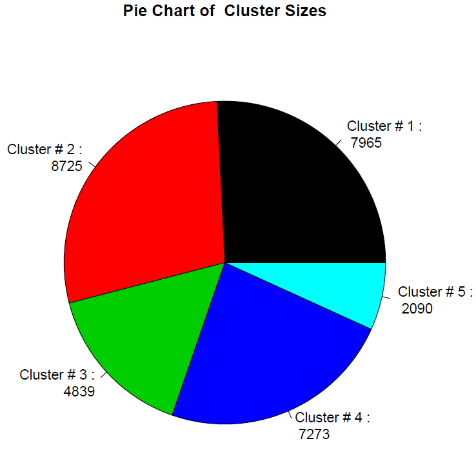 Pie Chart of  Cluster Sizes
Cluster # 1 :
7965
Cluster # 2 :
8725
Cluster # 3 :
4839
Cluster # 4 :
7273
Cluster # 5 :
2090